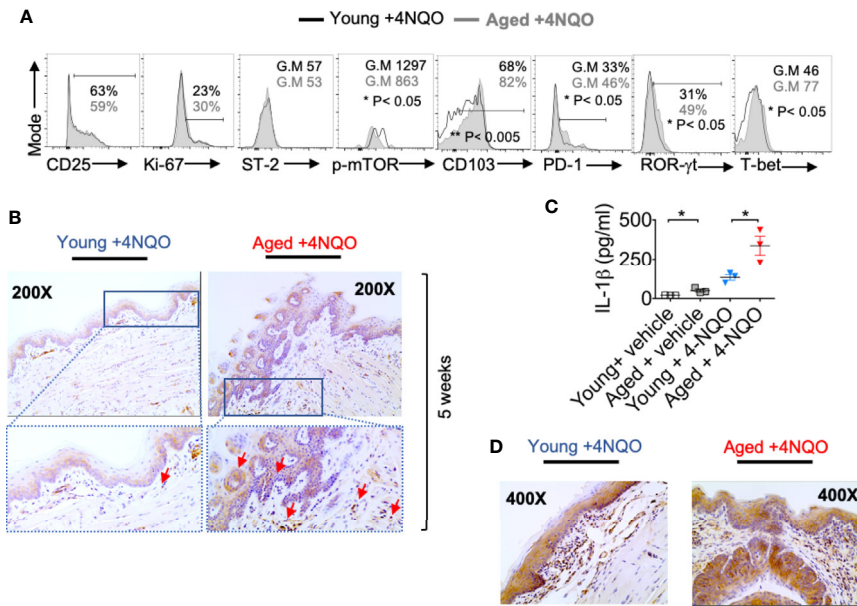 A
Young +4NQO Aged +4NQO
Mode
63%
59%
CD25
23%
30%
Ki-67
G.M 57
G.M 53
ST-2
G.M 1297
G.M 863
* P< 0.05
p-mTOR
68%
82%
** P< 0.005
CD103
G.M 33%
G.M 46%
* P< 0.05
PD-1
31%
49%
* P< 0.05
ROR-γt
G.M 46
G.M 77
* P< 0.05
T-bet
B
Young +4NQO
Aged +4NQO
200X
200X
5 weeks
C
IL-1β (pg/ml)
500
250
0
*
*
Young+ vehicle
Aged + vehicle
Young + 4-NQO
Aged + 4-NQO
D
Young +4NQO
Aged +4NQO
400X
400X